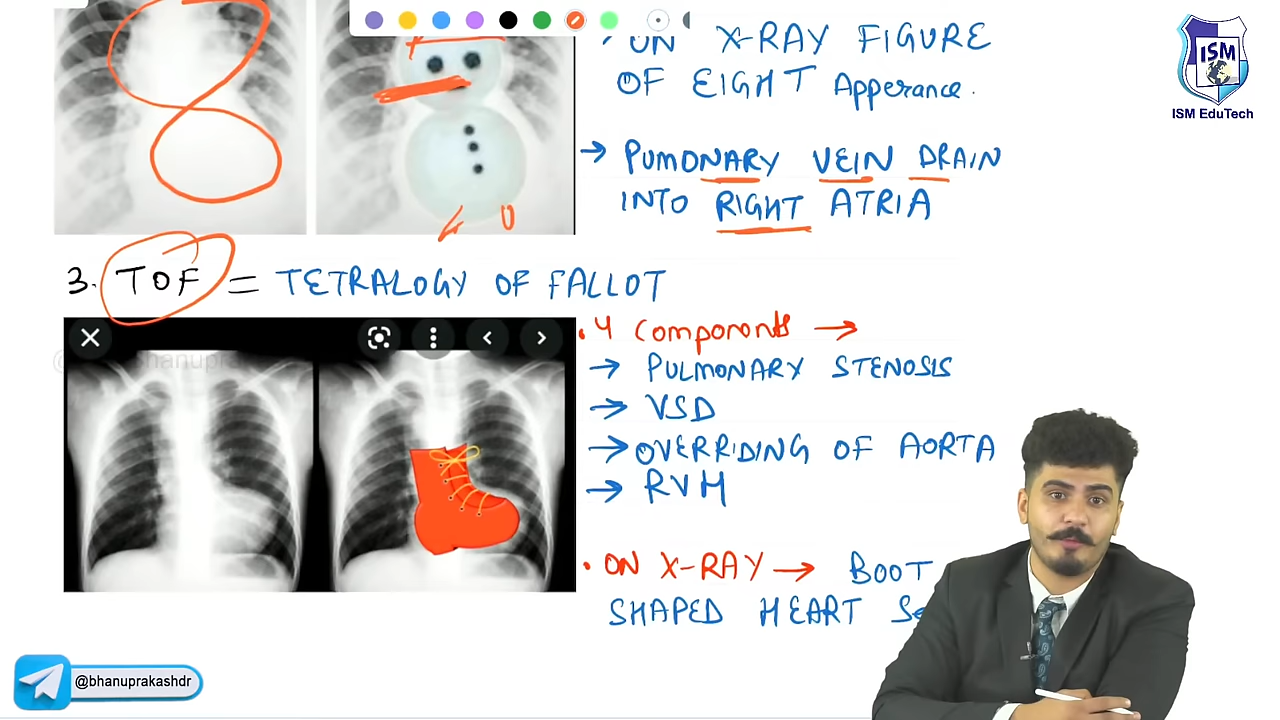 ON X-RAY FIGURE
OF EIGHT Apperance.
→ PUMONARY VEIN DRAIN
INTO RIGHT ATRIA
3. TOF = TETRALOGY OF FALLOT
• 4 components →
→ PULMONARY STENOSIS
→ VSD
→ OVERRIDING OF AORTA
→ RVH
• ON X-RAY → BOOT
SHAPED HEART
ISM
ISM EduTech
@bhanuprakashdr